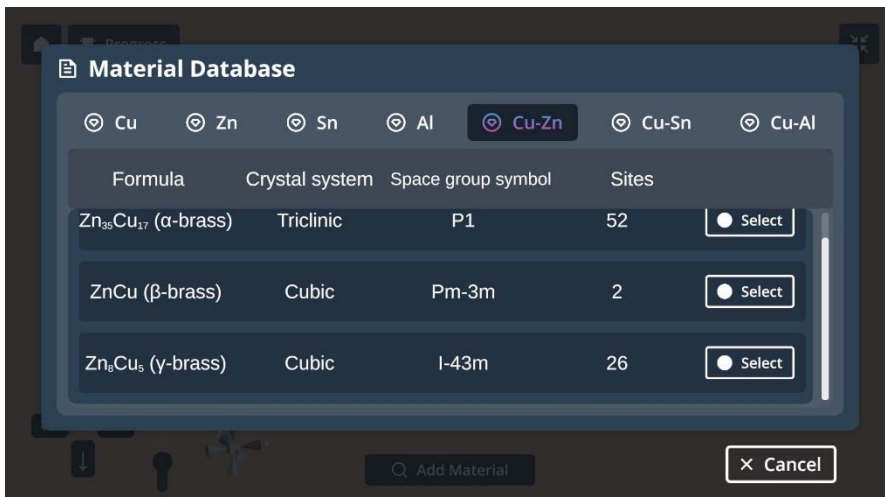 Progress
Material Database
Cu Zn Sn Al Cu-Zn Cu-Sn Cu-Al
Formula Crystal system Space group symbol Sites
Zn₃₅Cu₁₇ (α-brass) Triclinic P1 52 Select
ZnCu (β-brass) Cubic Pm-3m 2 Select
Zn₈Cu₅ (γ-brass) Cubic I-43m 26 Select
Add Material
Cancel